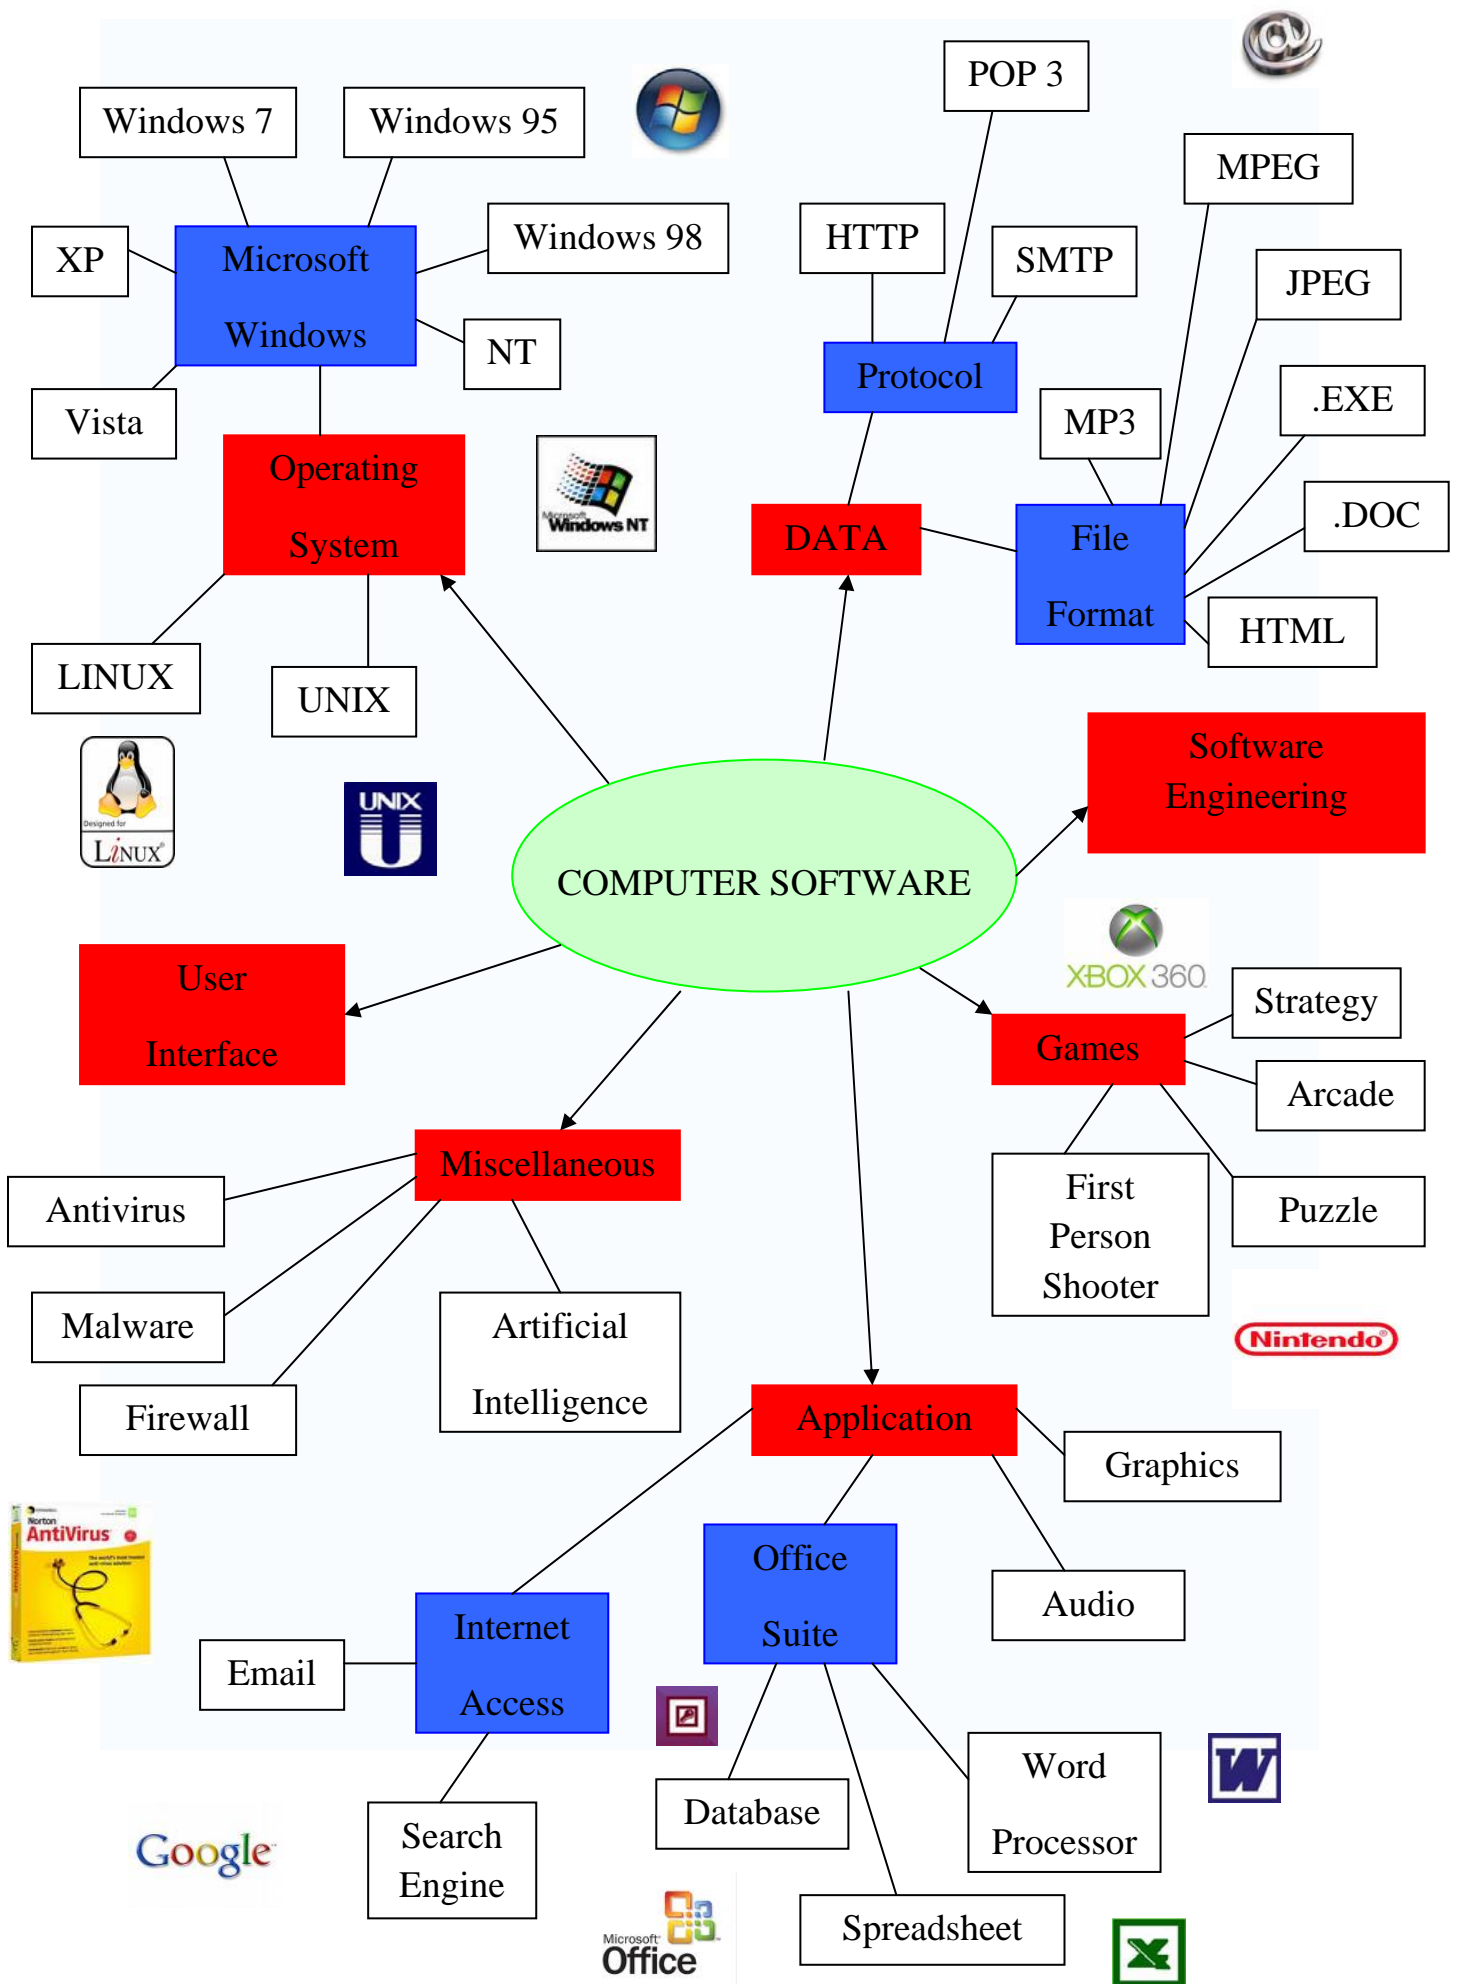 @
POP 3
Windows 7
Windows 95
MPEG
Windows 98
HTTP
SMTP
XP
Microsoft
Windows
JPEG
NT
Protocol
Vista
MP3
.EXE
Operating
System
Microsoft
Windows NT
DATA
File
Format
.DOC
HTML
LINUX
UNIX
Software
Engineering
Designed for
LiNUX®
UNIX
U
COMPUTER SOFTWARE
XBOX 360
User
Interface
Strategy
Games
Arcade
Miscellaneous
Antivirus
First
Person
Shooter
Puzzle
Malware
Artificial
Intelligence
Nintendo®
Firewall
Application
Graphics
Norton
AntiVirus
Office
Suite
Audio
Internet
Access
Email
Word
Processor
W
Database
Search
Engine
Google
Spreadsheet
Microsoft
Office
X